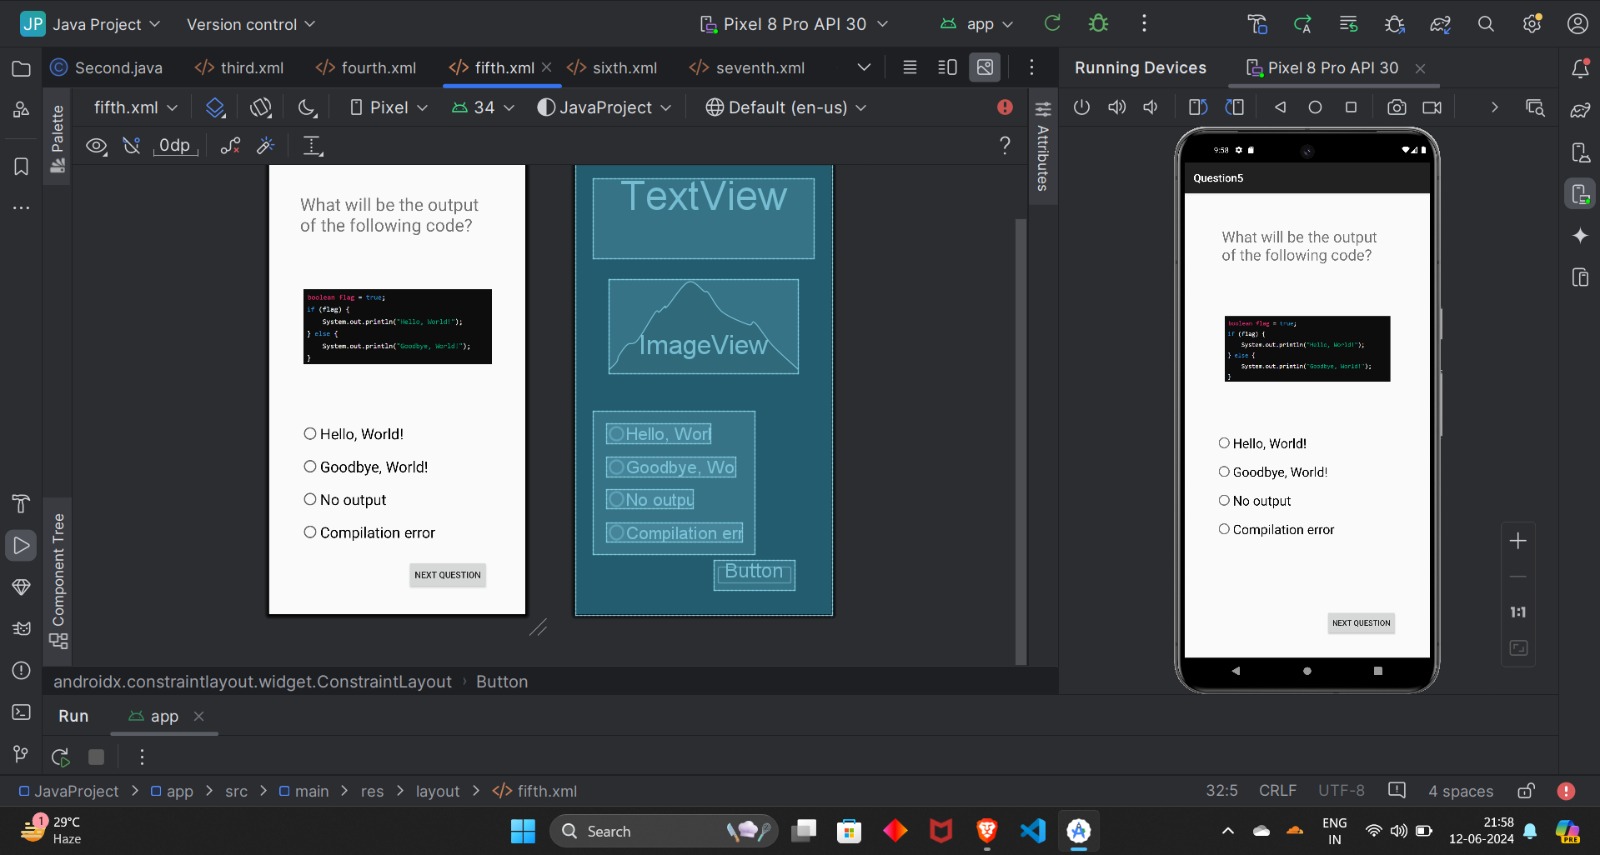 JP Java Project Version control Pixel 8 Pro API 30 app
Second.java third.xml fourth.xml fifth.xml sixth.xml seventh.xml
Running Devices Pixel 8 Pro API 30
fifth.xml Pixel 34 JavaProject Default (en-us)
0dp ?
Palette
Attributes
Component Tree
What will be the output
of the following code?
boolean flag = true;
if (flag) {
System.out.println("Hello, World!");
} else {
System.out.println("Goodbye, World!");
}
Hello, World!
Goodbye, World!
No output
Compilation error
NEXT QUESTION
TextView
ImageView
Hello, Worl
Goodbye, Wo
No outpu
Compilation err
Button
9:58
Question5
What will be the output
of the following code?
boolean flag = true;
if (flag) {
System.out.println("Hello, World!");
} else {
System.out.println("Goodbye, World!");
}
Hello, World!
Goodbye, World!
No output
Compilation error
NEXT QUESTION
1:1
androidx.constraintlayout.widget.ConstraintLayout › Button
Run app
JavaProject > app > src > main > res > layout > fifth.xml
32:5 CRLF UTF-8 4 spaces
1
29°C
Haze
Search
ENG
IN
21:58
12-06-2024
PRE